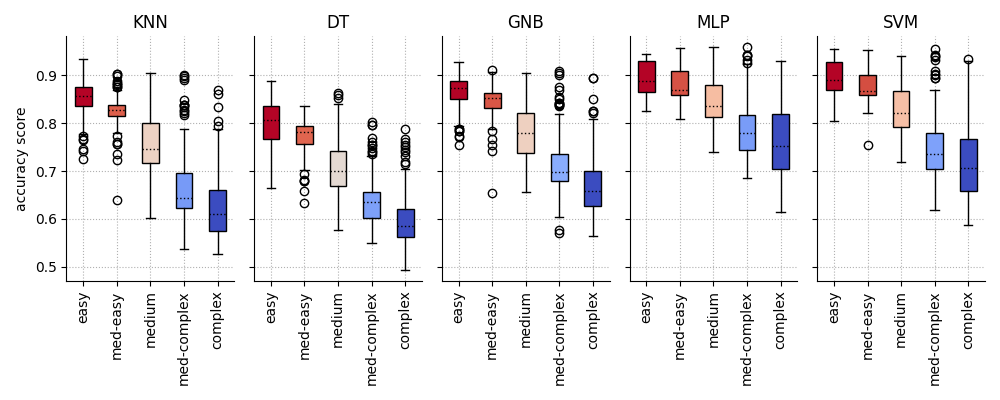 KNN
DT
GNB
MLP
SVM
accuracy score
0.9
0.8
0.7
0.6
0.5
easy
med-easy
medium
med-complex
complex
easy
med-easy
medium
med-complex
complex
easy
med-easy
medium
med-complex
complex
easy
med-easy
medium
med-complex
complex
easy
med-easy
medium
med-complex
complex